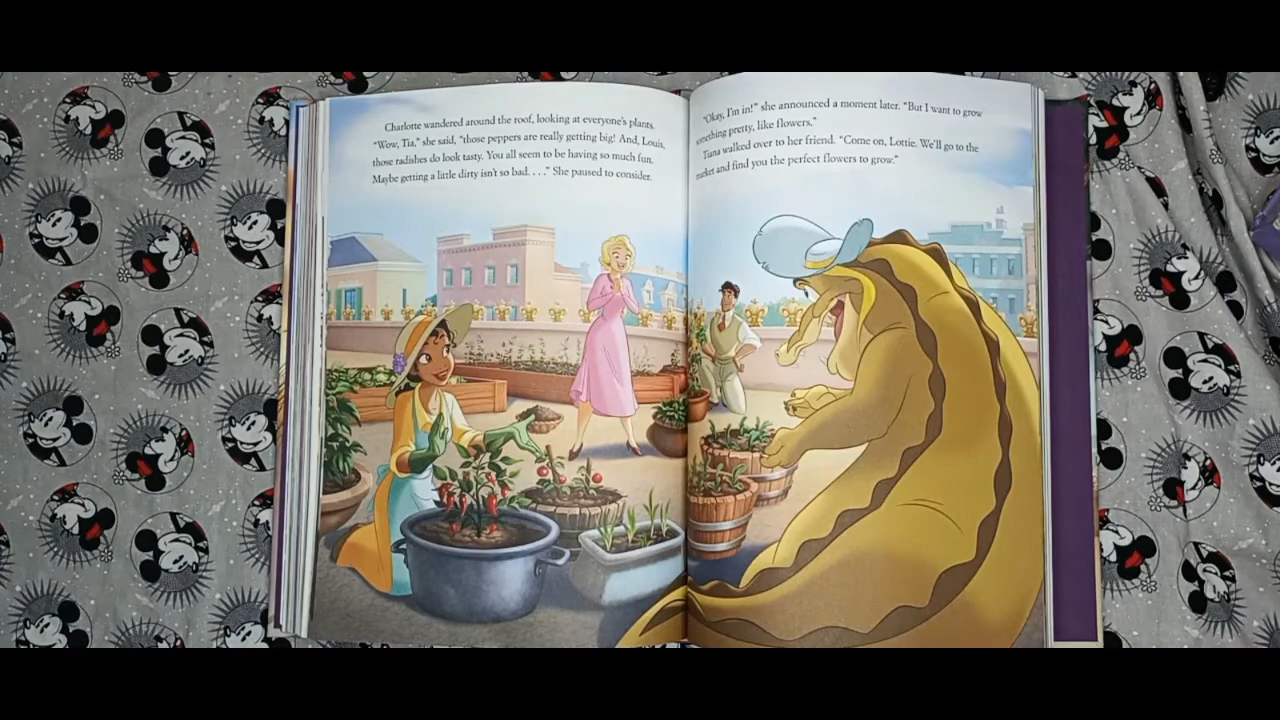 Charlotte wandered around the roof, looking at everyone's plants.
"Wow, Tia," she said, "those peppers are really getting big! And, Louis,
those radishes do look tasty. You all seem to be having so much fun.
Maybe getting a little dirty isn't so bad. . . ." She paused to consider.
"Okay, I'm in!" she announced a moment later. "But I want to grow
something pretty, like flowers."
Tiana walked over to her friend. "Come on, Lottie. We'll go to the
market and find you the perfect flowers to grow."